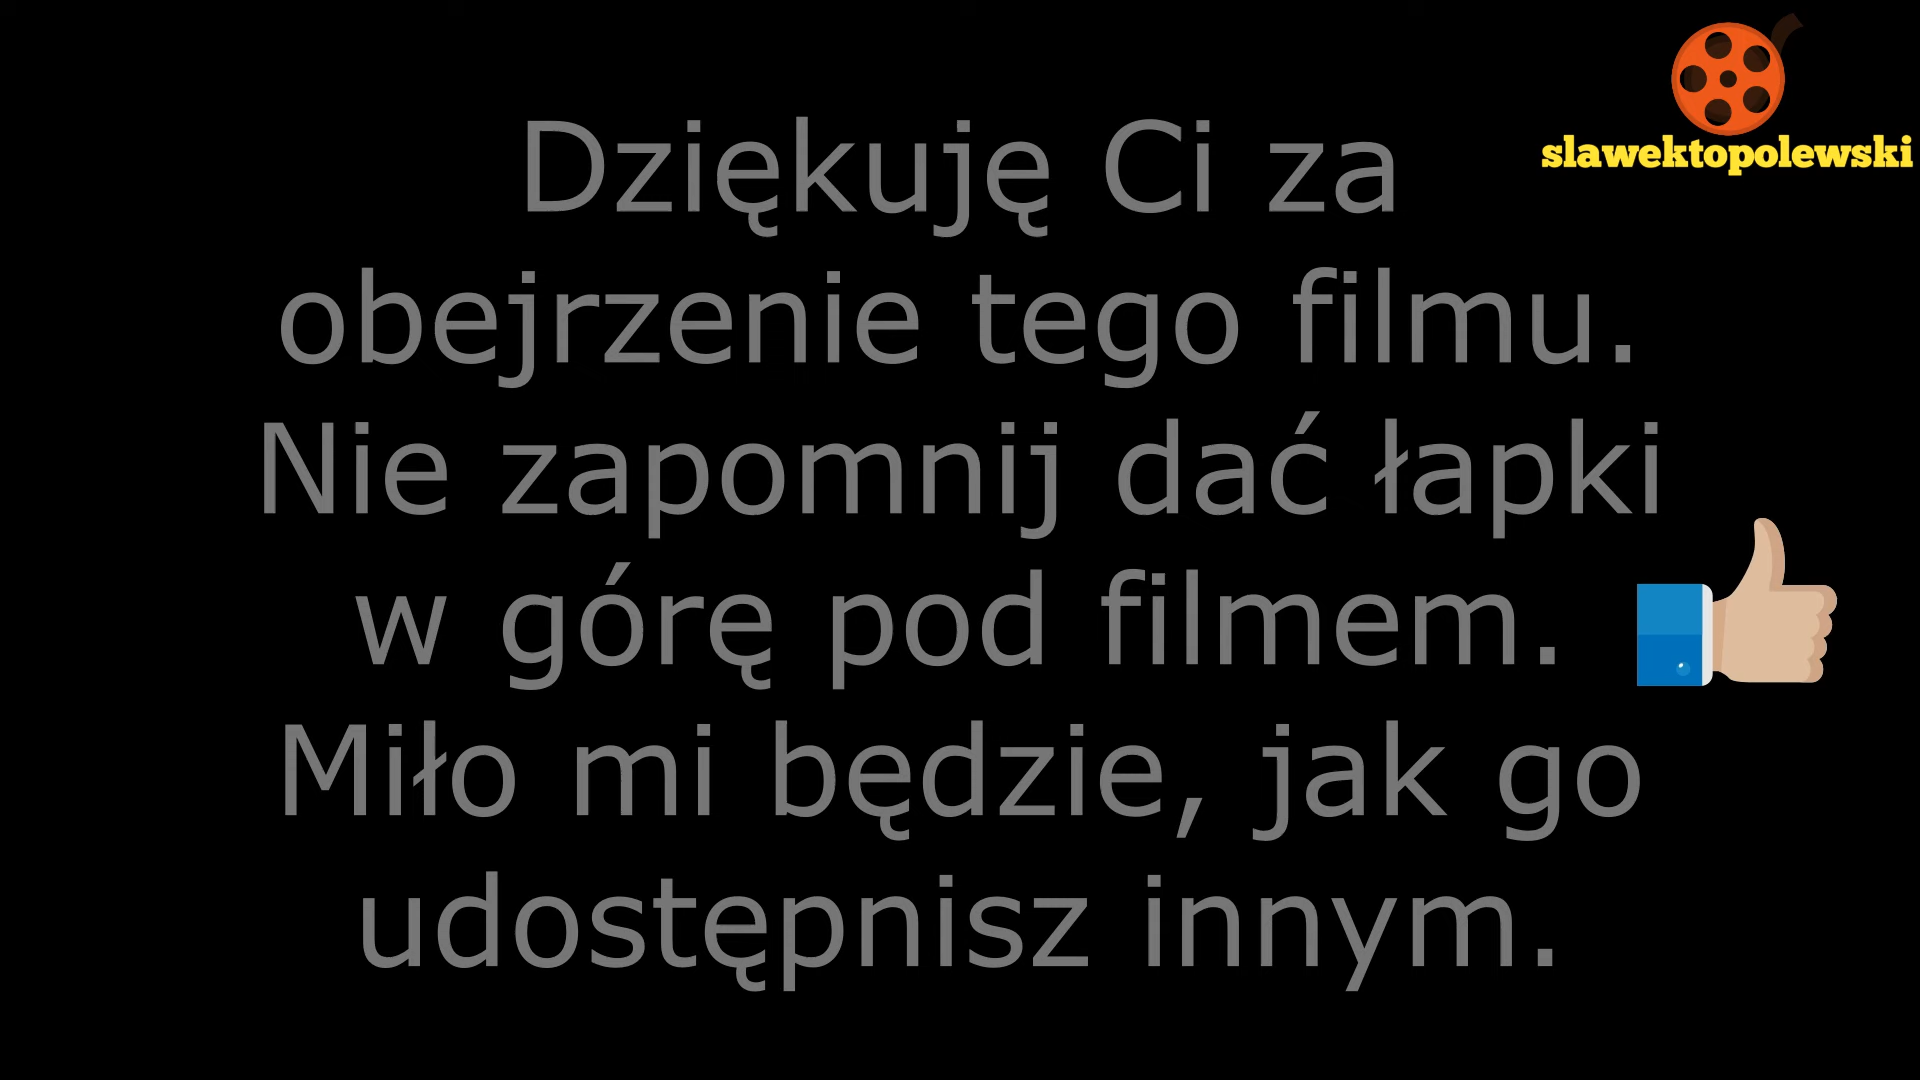 slawektopolewski
Dziękuję Ci za
obejrzenie tego filmu.
Nie zapomnij dać łapki
w górę pod filmem.
Miło mi będzie, jak go
udostępnisz innym.